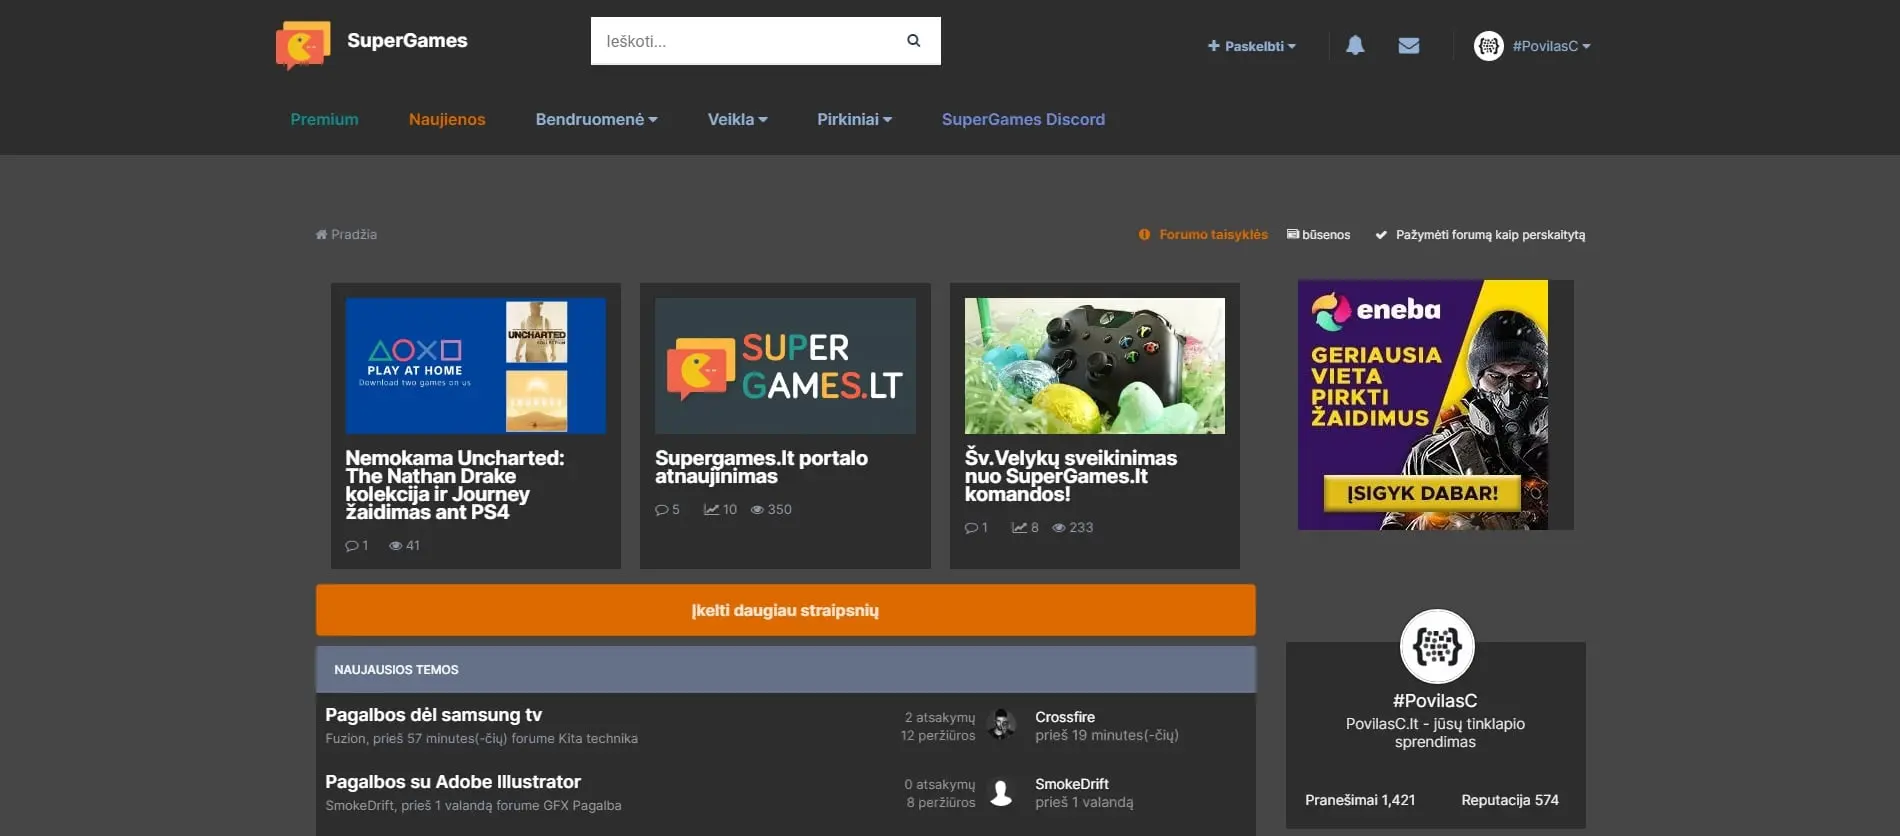 SuperGames
Ieškoti...
Paskelbti
#PovilasC
Premium
Naujienos
Bendruomenė
Veikla
Pirkiniai
SuperGames Discord
Pradžia
Forumo taisyklės
būsenos
Pažymėti forumą kaip perskaitytą
PLAY AT HOME
Download two games on us
UNCHARTED
Nemokama Uncharted:
The Nathan Drake
kolekcija ir Journey
žaidimas ant PS4
1 41
SUPER
GAMES.LT
Supergames.lt portalo
atnaujinimas
5 10 350
Šv.Velykų sveikinimas
nuo SuperGames.lt
komandos!
1 8 233
eneba
GERIAUSIA
VIETA
PIRKTI
ŽAIDIMUS
ĮSIGYK DABAR!
Įkelti daugiau straipsnių
NAUJAUSIOS TEMOS
Pagalbos dėl samsung tv
Fuzion, prieš 57 minutes(-čių) forume Kita technika
2 atsakymų
12 peržiūros
Crossfire
prieš 19 minutes(-čių)
Pagalbos su Adobe Illustrator
SmokeDrift, prieš 1 valandą forume GFX Pagalba
0 atsakymų
8 peržiūros
SmokeDrift
prieš 1 valandą
#PovilasC
PovilasC.lt - jūsų tinklapio
sprendimas
Pranešimai 1,421
Reputacija 574